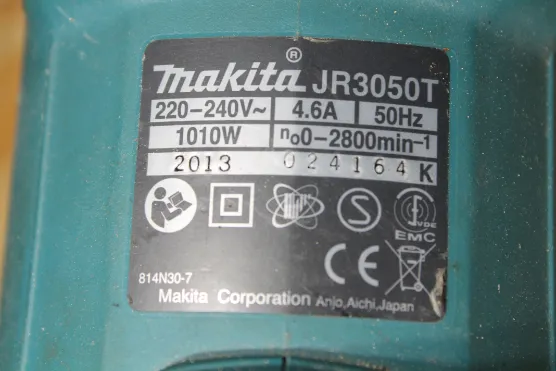 ®
Makita JR3050T
220-240V~ 4.6A 50Hz
1010W n₀0-2800min⁻¹
2013 024164 K
S VDE
EMC
CE
814N30-7
Makita Corporation Anjo, Aichi, Japan